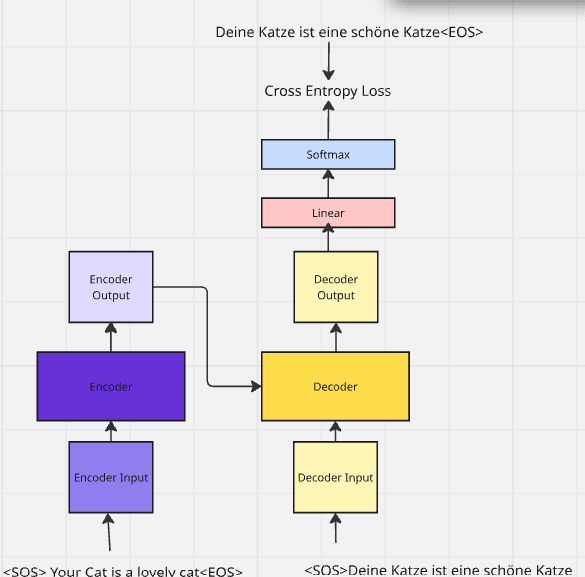 Deine Katze ist eine schöne Katze<EOS>
Cross Entropy Loss
Softmax
Linear
Encoder
Output
Decoder
Output
Encoder
Decoder
Encoder Input
Decoder Input
<SOS> Your Cat is a lovely cat<EOS>
<SOS>Deine Katze ist eine schöne Katze